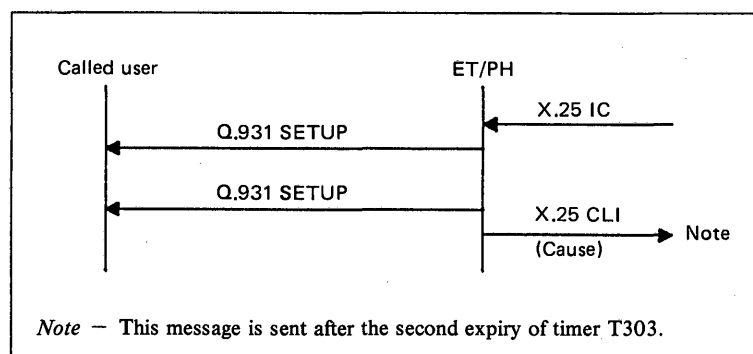 Called user ET/PH
X.25 IC
Q.931 SETUP
Q.931 SETUP
X.25 CLI
(Cause) Note
Note — This message is sent after the second expiry of timer T303.